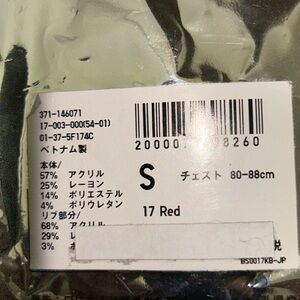 371-146071
17-003-000(54-01)
01-37-5F174C
ベトナム製
本体/
57% アクリル
25% レーヨン
14% ポリエステル
4% ポリウレタン
リブ部分/
68% アクリル
29%
3%
8260
S
チェスト 80-88cm
17 Red
BS0017KB-JP